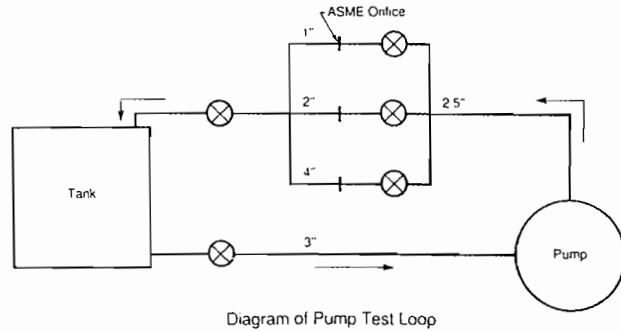 ASME Orifice
1"
2"
2 5"
4"
Tank
3"
Pump
Diagram of Pump Test Loop